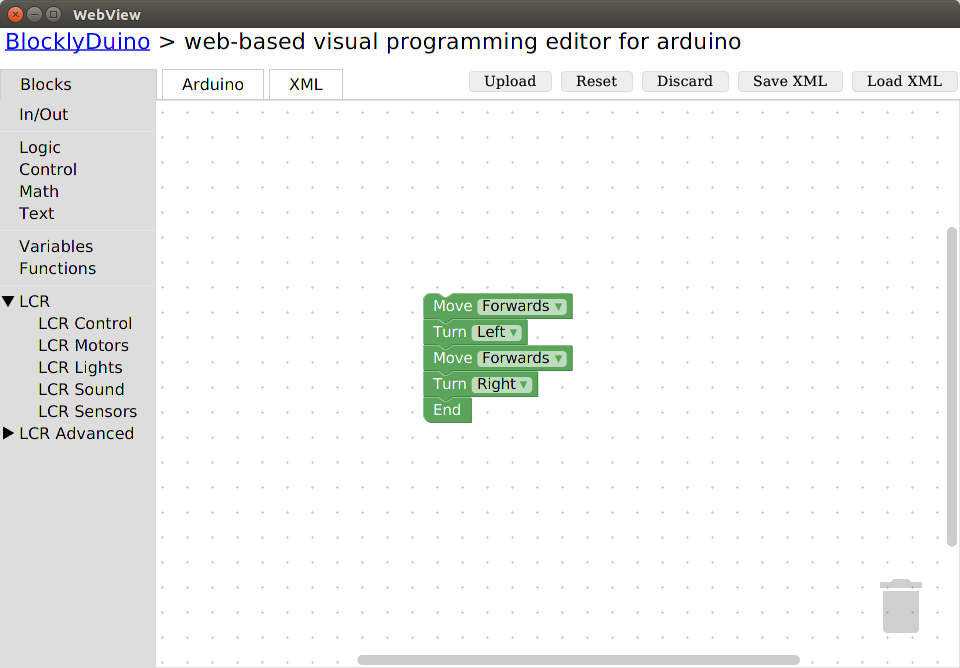 WebView
BlocklyDuino > web-based visual programming editor for arduino
Blocks
Arduino
XML
Upload
Reset
Discard
Save XML
Load XML
In/Out
Logic
Control
Math
Text
Variables
Functions
LCR
LCR Control
LCR Motors
LCR Lights
LCR Sound
LCR Sensors
LCR Advanced
Move Forwards
Turn Left
Move Forwards
Turn Right
End